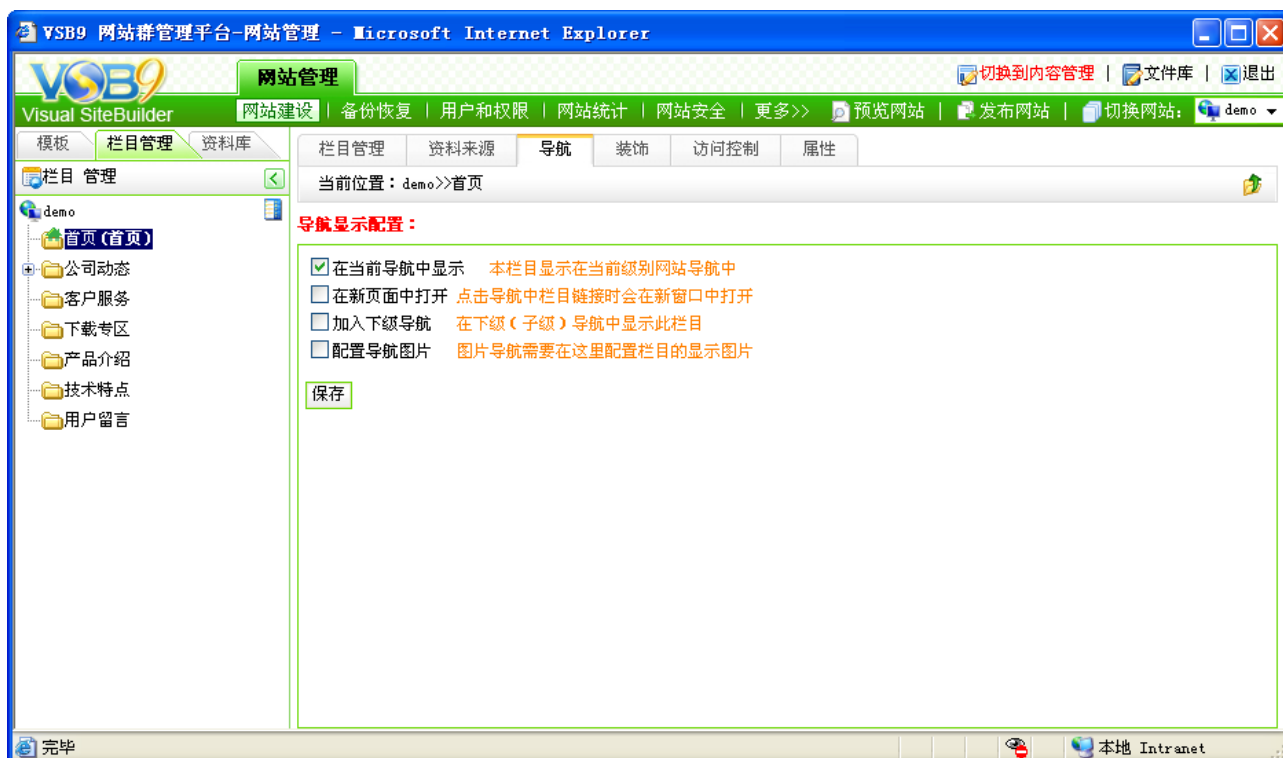 VSB9 网站群管理平台-网站管理 - Microsoft Internet Explorer
VSB9
Visual SiteBuilder
网站管理
切换到内容管理 | 文件库 | 退出
网站建设 | 备份恢复 | 用户和权限 | 网站统计 | 网站安全 | 更多>> 预览网站 | 发布网站 | 切换网站: demo
模板 栏目管理 资料库
栏目管理 资料来源 导航 装饰 访问控制 属性
栏目 管理
当前位置:demo>>首页
demo
首页(首页)
公司动态
客户服务
下载专区
产品介绍
技术特点
用户留言
导航显示配置:
在当前导航中显示 本栏目显示在当前级别网站导航中
在新页面中打开 点击导航中栏目链接时会在新窗口中打开
加入下级导航 在下级(子级)导航中显示此栏目
配置导航图片 图片导航需要在这里配置栏目的显示图片
保存
完毕
本地 Intranet